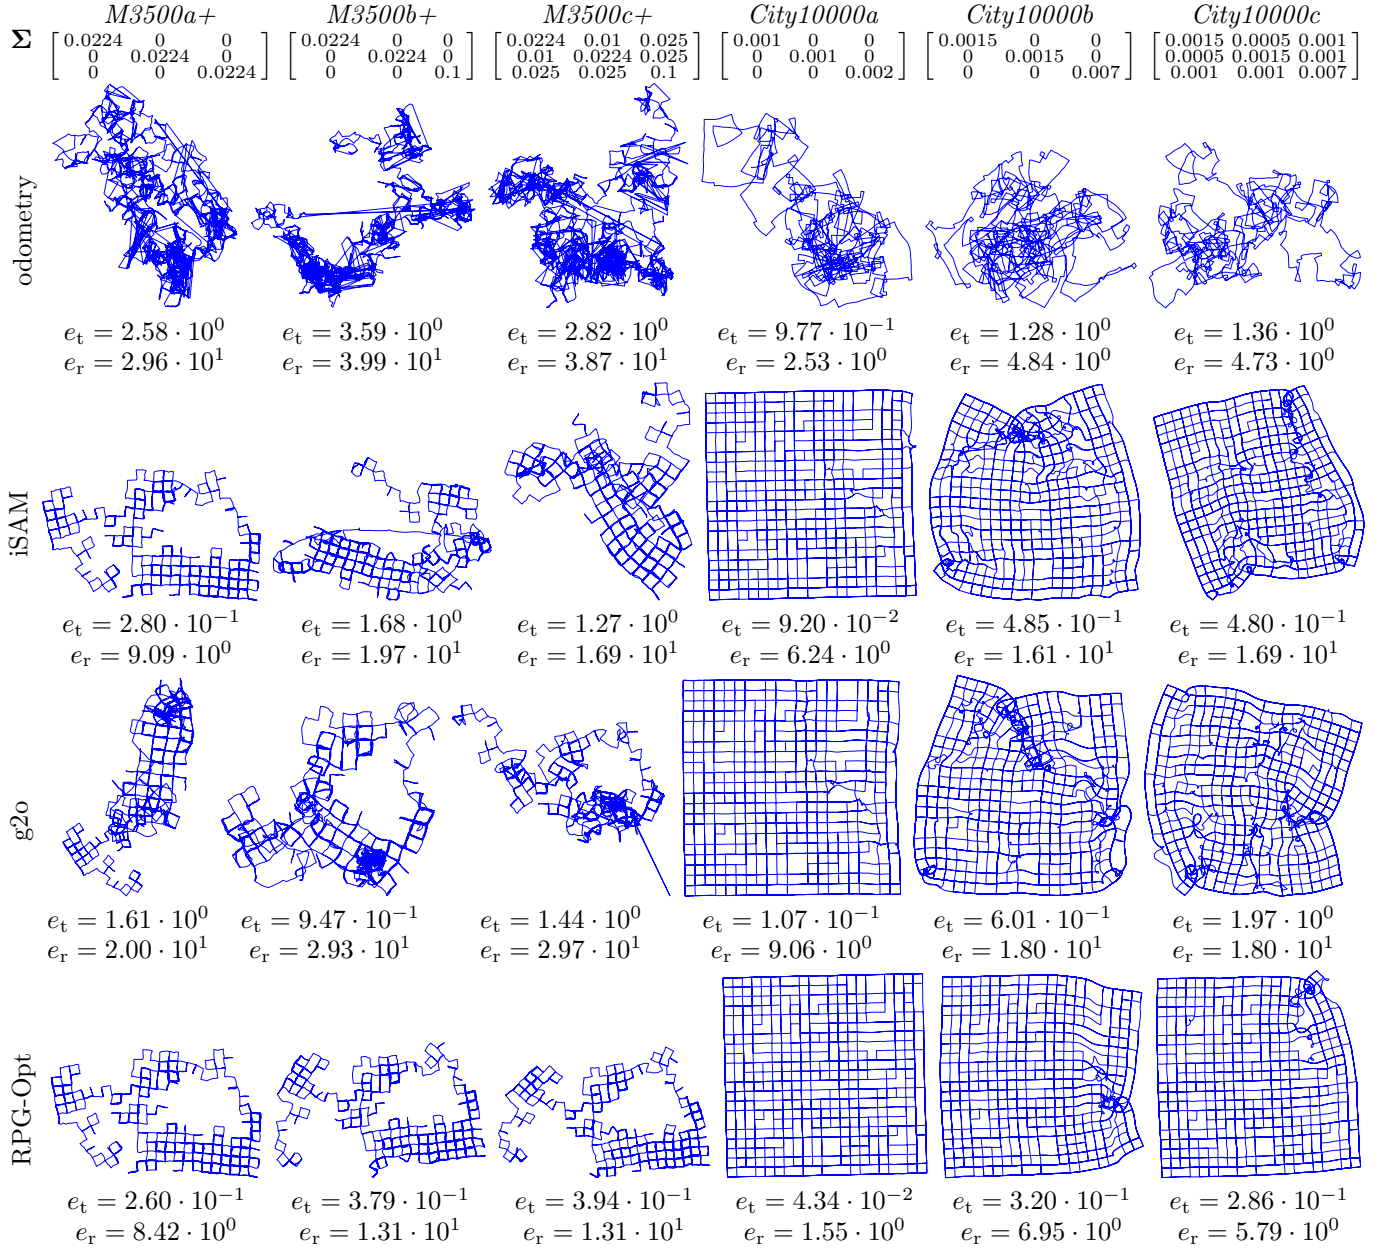 M3500a+ M3500b+ M3500c+ City10000a City10000b City10000c
Σ
0.0224 0 0 0.0224 0 0 0.0224 0.01 0.025 0.001 0 0 0.0015 0 0 0.0015 0.0005 0.001
0 0.0224 0 0 0.0224 0 0.01 0.0224 0.025 0 0.001 0 0 0.0015 0 0.0005 0.0015 0.001
0 0 0.0224 0 0 0.1 0.025 0.025 0.1 0 0 0.002 0 0 0.007 0.001 0.001 0.007
odometry
e_t = 2.58 · 10^0 e_t = 3.59 · 10^0 e_t = 2.82 · 10^0 e_t = 9.77 · 10^−1 e_t = 1.28 · 10^0 e_t = 1.36 · 10^0
e_r = 2.96 · 10^1 e_r = 3.99 · 10^1 e_r = 3.87 · 10^1 e_r = 2.53 · 10^0 e_r = 4.84 · 10^0 e_r = 4.73 · 10^0
iSAM
e_t = 2.80 · 10^−1 e_t = 1.68 · 10^0 e_t = 1.27 · 10^0 e_t = 9.20 · 10^−2 e_t = 4.85 · 10^−1 e_t = 4.80 · 10^−1
e_r = 9.09 · 10^0 e_r = 1.97 · 10^1 e_r = 1.69 · 10^1 e_r = 6.24 · 10^0 e_r = 1.61 · 10^1 e_r = 1.69 · 10^1
g2o
e_t = 1.61 · 10^0 e_t = 9.47 · 10^−1 e_t = 1.44 · 10^0 e_t = 1.07 · 10^−1 e_t = 6.01 · 10^−1 e_t = 1.97 · 10^0
e_r = 2.00 · 10^1 e_r = 2.93 · 10^1 e_r = 2.97 · 10^1 e_r = 9.06 · 10^0 e_r = 1.80 · 10^1 e_r = 1.80 · 10^1
RPG-Opt
e_t = 2.60 · 10^−1 e_t = 3.79 · 10^−1 e_t = 3.94 · 10^−1 e_t = 4.34 · 10^−2 e_t = 3.20 · 10^−1 e_t = 2.86 · 10^−1
e_r = 8.42 · 10^0 e_r = 1.31 · 10^1 e_r = 1.31 · 10^1 e_r = 1.55 · 10^0 e_r = 6.95 · 10^0 e_r = 5.79 · 10^0